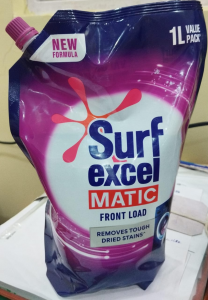 NEW
FORMULA
1L VALUE
PACK
Surf
excel
MATIC
FRONT LOAD
REMOVES TOUGH
DRIED STAINS